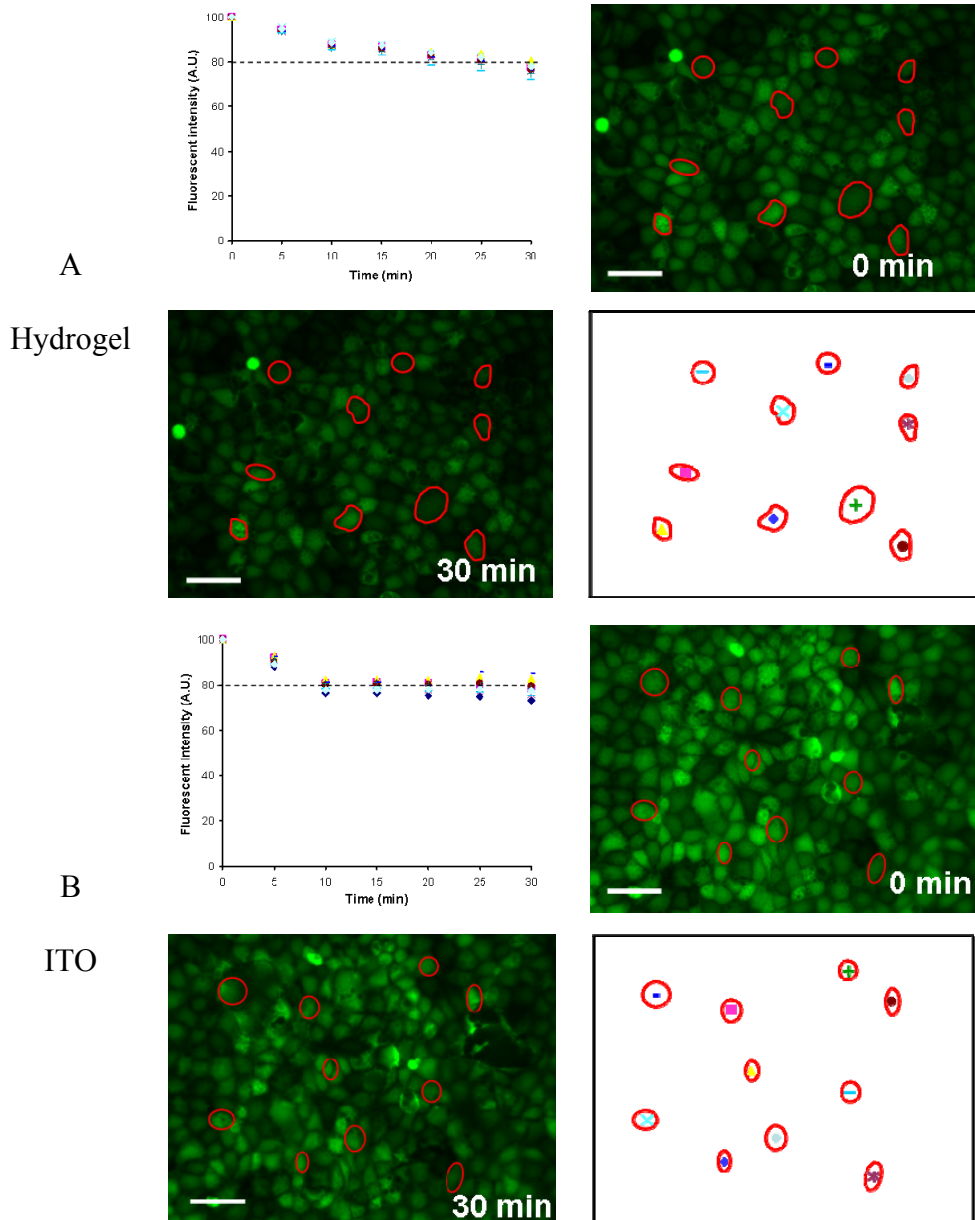 100
80
60
40
20
0
Fluorescent intensity (A.U.)
0 5 10 15 20 25 30
Time (min)
0 min
A
Hydrogel
30 min
100
80
60
40
20
0
Fluorescent Intensity (A.U.)
0 5 10 15 20 25 30
Time (min)
0 min
B
ITO
30 min